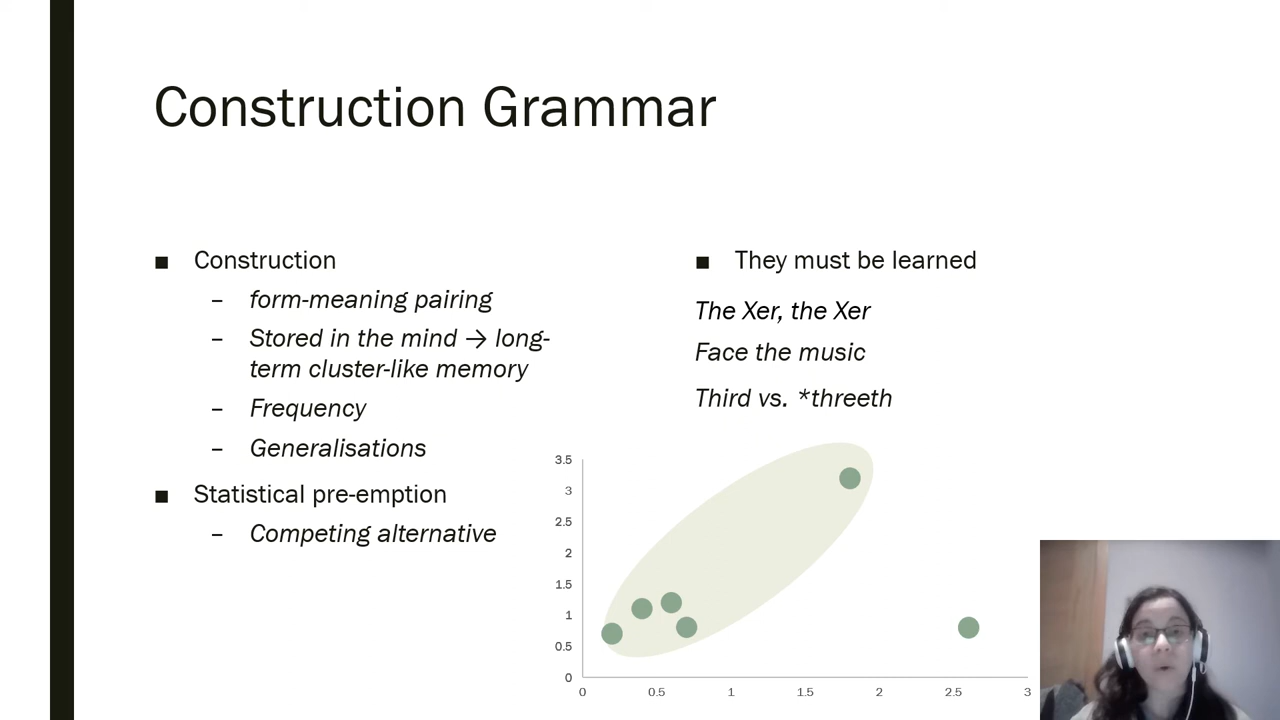 Construction Grammar
■ Construction
– form-meaning pairing
– Stored in the mind → long-
term cluster-like memory
– Frequency
– Generalisations
■ Statistical pre-emption
– Competing alternative
■ They must be learned
The Xer, the Xer
Face the music
Third vs. *threeth
3.5
3
2.5
2
1.5
1
0.5
0
0 0.5 1 1.5 2 2.5 3